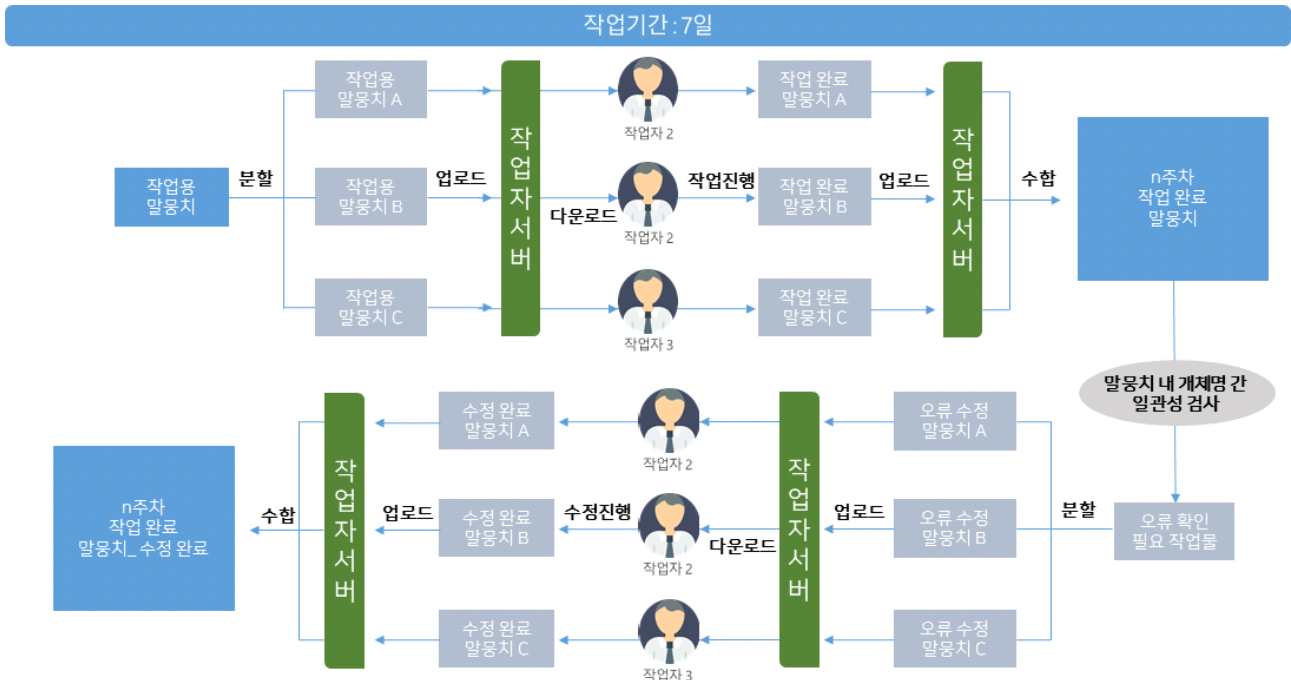 작업기간 : 7일
작업용
말뭉치
분할
작업용
말뭉치 A
작업용
말뭉치 B
작업용
말뭉치 C
업로드
작업자서버
다운로드
작업자 2
작업자 2
작업자 3
작업진행
작업 완료
말뭉치 A
작업 완료
말뭉치 B
작업 완료
말뭉치 C
업로드
작업자서버
수합
n주차
작업 완료
말뭉치
말뭉치 내 개체명 간
일관성 검사
오류 확인
필요 작업물
분할
오류 수정
말뭉치 A
오류 수정
말뭉치 B
오류 수정
말뭉치 C
업로드
작업자서버
다운로드
작업자 2
작업자 2
작업자 3
수정진행
수정 완료
말뭉치 A
수정 완료
말뭉치 B
수정 완료
말뭉치 C
업로드
작업자서버
수합
n주차
작업 완료
말뭉치_수정 완료